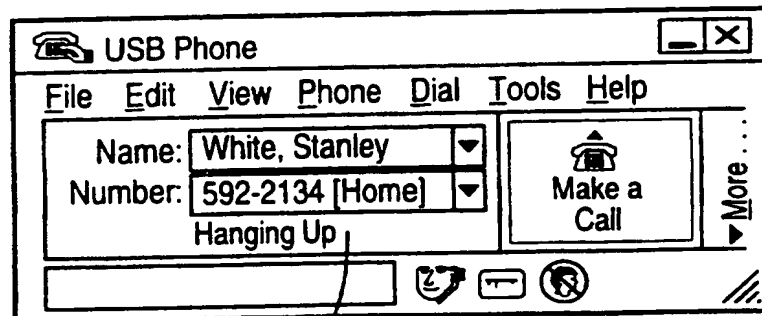 USB Phone
File Edit View Phone Dial Tools Help
Name: White, Stanley
Number: 592-2134 [Home]
Hanging Up
Make a
Call
More...